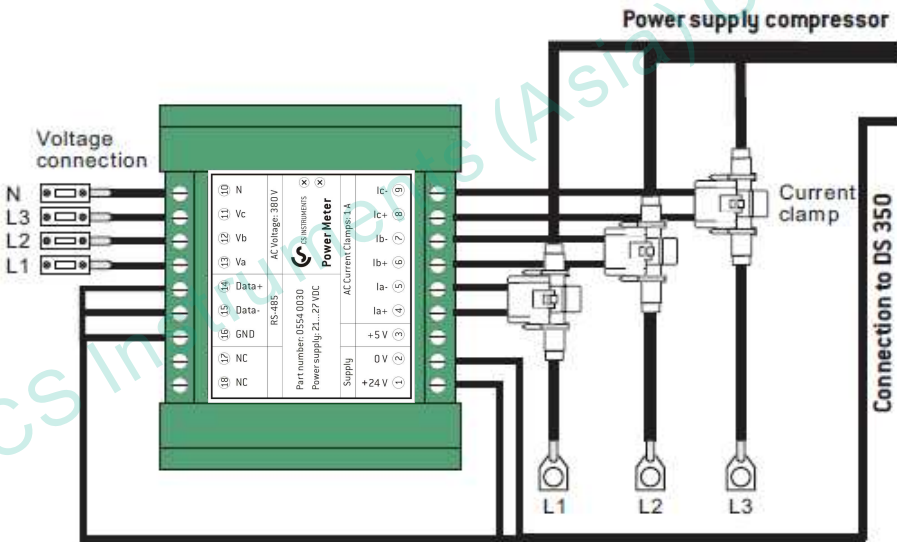 Power supply compressor
Voltage
connection
N
L3
L2
L1
10 N
11 Vc
12 Vb
13 Va
14 Data+
15 Data-
16 GND
17 NC
18 NC
AC Voltage: 380 V
RS-485
CS INSTRUMENTS
Power Meter
Part number: 0554 0030
Power supply: 21...27 VDC
AC Current Clamps: 1 A
Supply
Ic- 9
Ic+ 8
Ib- 7
Ib+ 6
Ia- 5
Ia+ 4
+5 V 3
0 V 2
+24 V 1
Current
clamp
Connection to DS 350
L1
L2
L3
CS Instruments (Asia) C